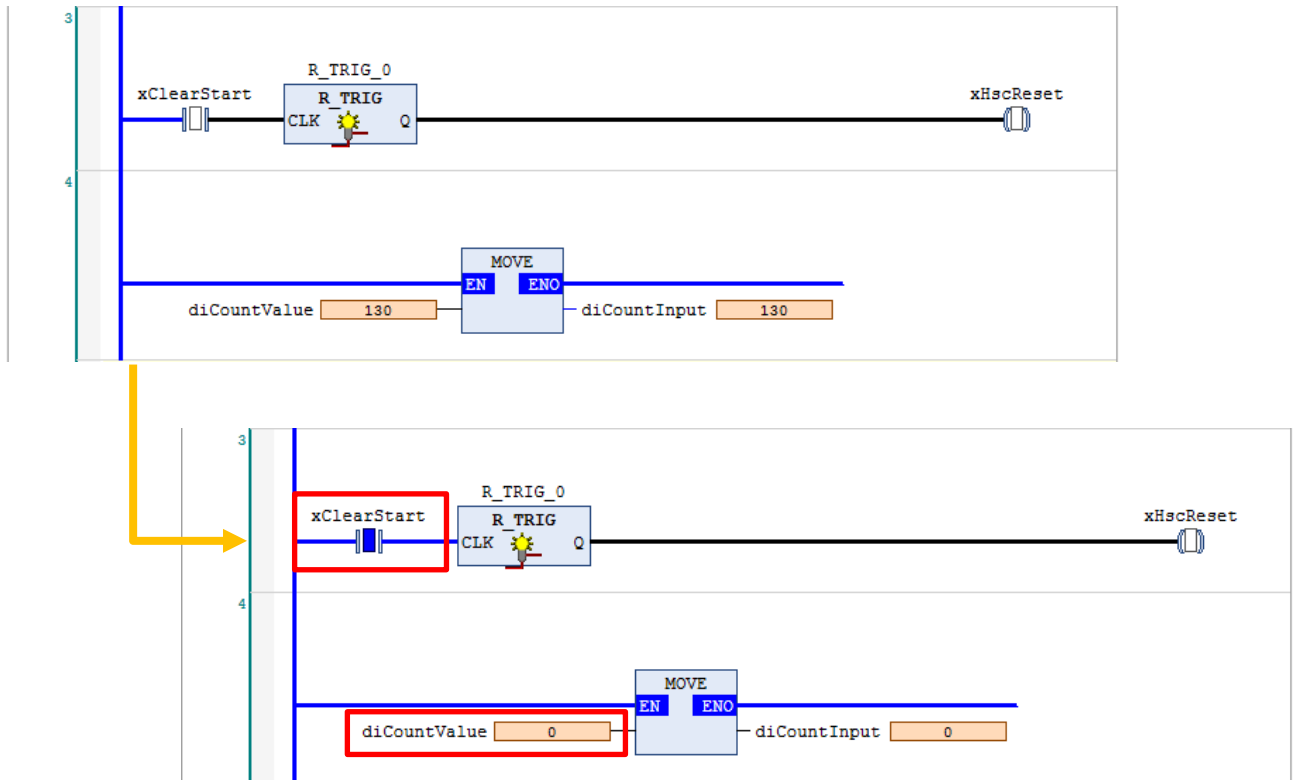 3
R_TRIG_0
xClearStart R_TRIG xHscReset
CLK Q
4
MOVE
EN ENO
diCountValue 130 diCountInput 130
3
R_TRIG_0
xClearStart R_TRIG xHscReset
CLK Q
4
MOVE
EN ENO
diCountValue 0 diCountInput 0